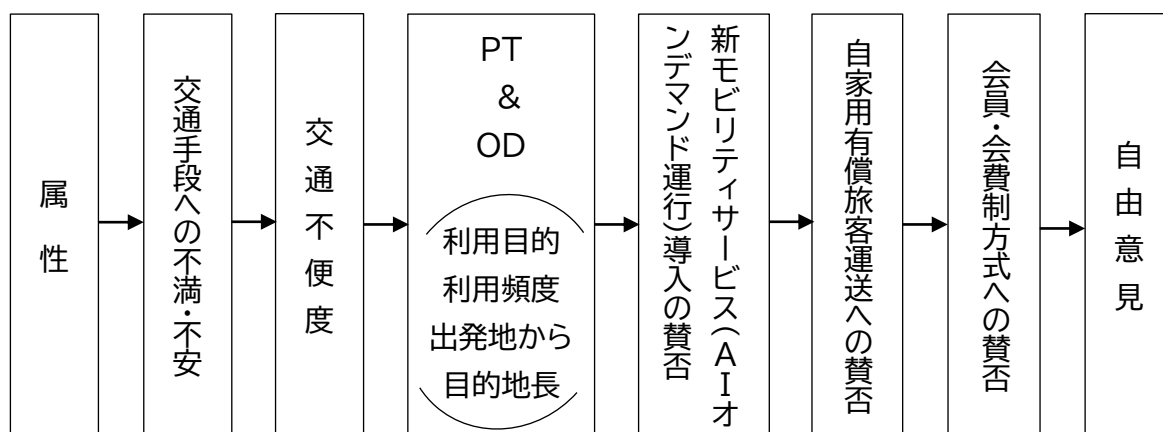 属性
交通手段への不満・不安
交通不便度
PT
&
OD
利用目的
利用頻度
出発地から
目的地長
新モビリティサービス(AIオ
ンデマンド運行)導入の賛否
自家用有償旅客運送への賛否
会員・会費制方式への賛否
自由意見